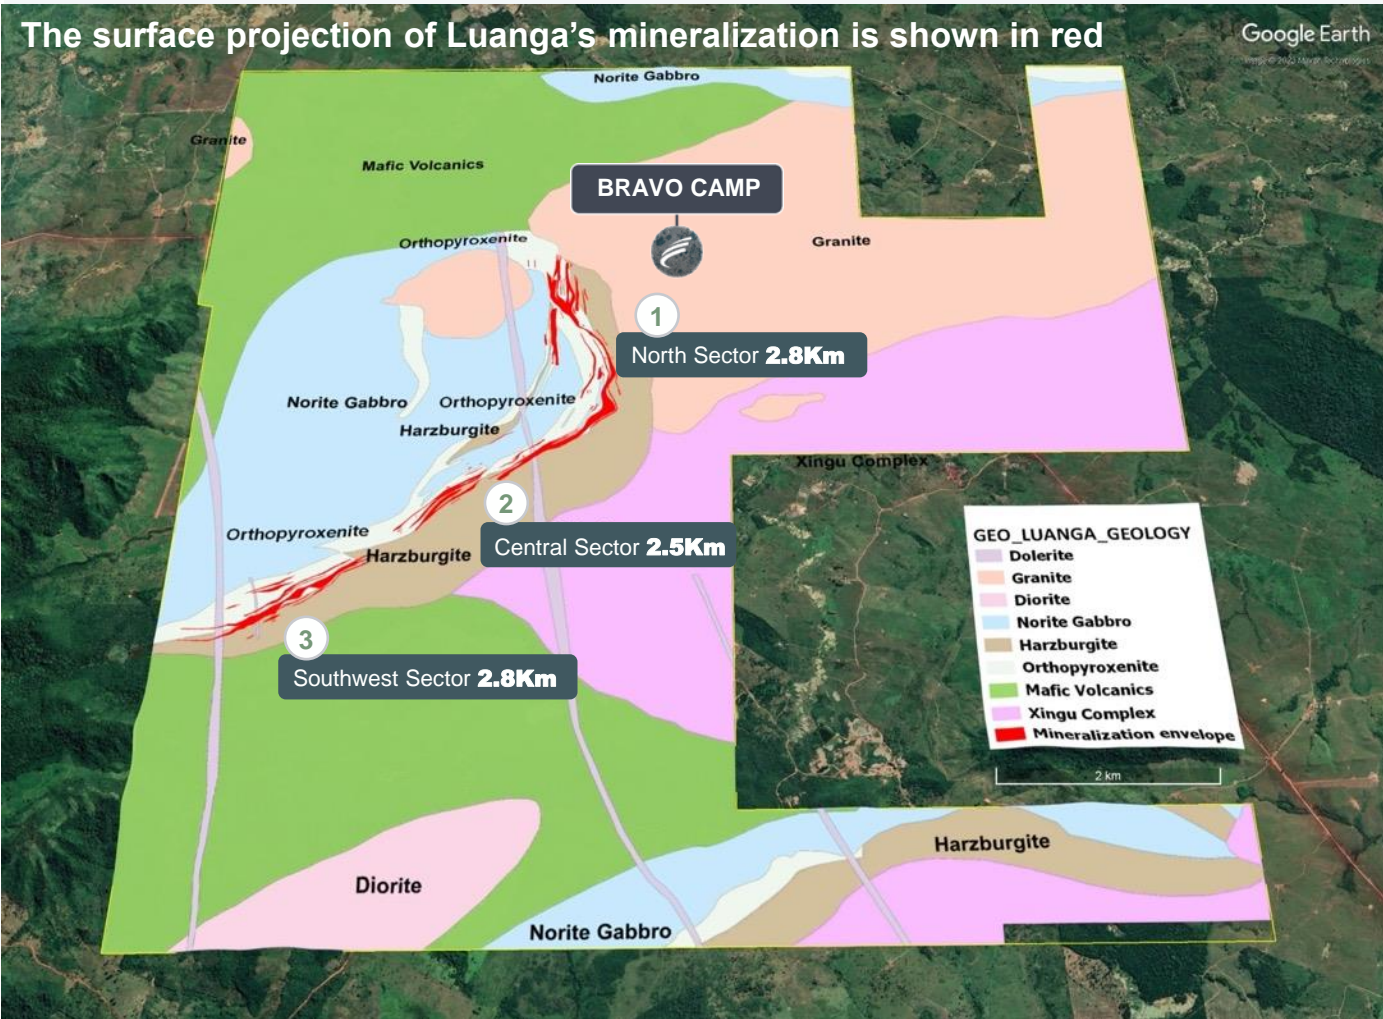 The surface projection of Luanga's mineralization is shown in red
Google Earth
Norite Gabbro
Granite
Mafic Volcanics
BRAVO CAMP
Orthopyroxenite
Granite
1
North Sector 2.8Km
Norite Gabbro
Orthopyroxenite
Harzburgite
Xingu Complex
2
Orthopyroxenite
Central Sector 2.5Km
Harzburgite
3
Southwest Sector 2.8Km
GEO_LUANGA_GEOLOGY
Dolerite
Granite
Diorite
Norite Gabbro
Harzburgite
Orthopyroxenite
Mafic Volcanics
Xingu Complex
Mineralization envelope
2 km
Harzburgite
Diorite
Norite Gabbro